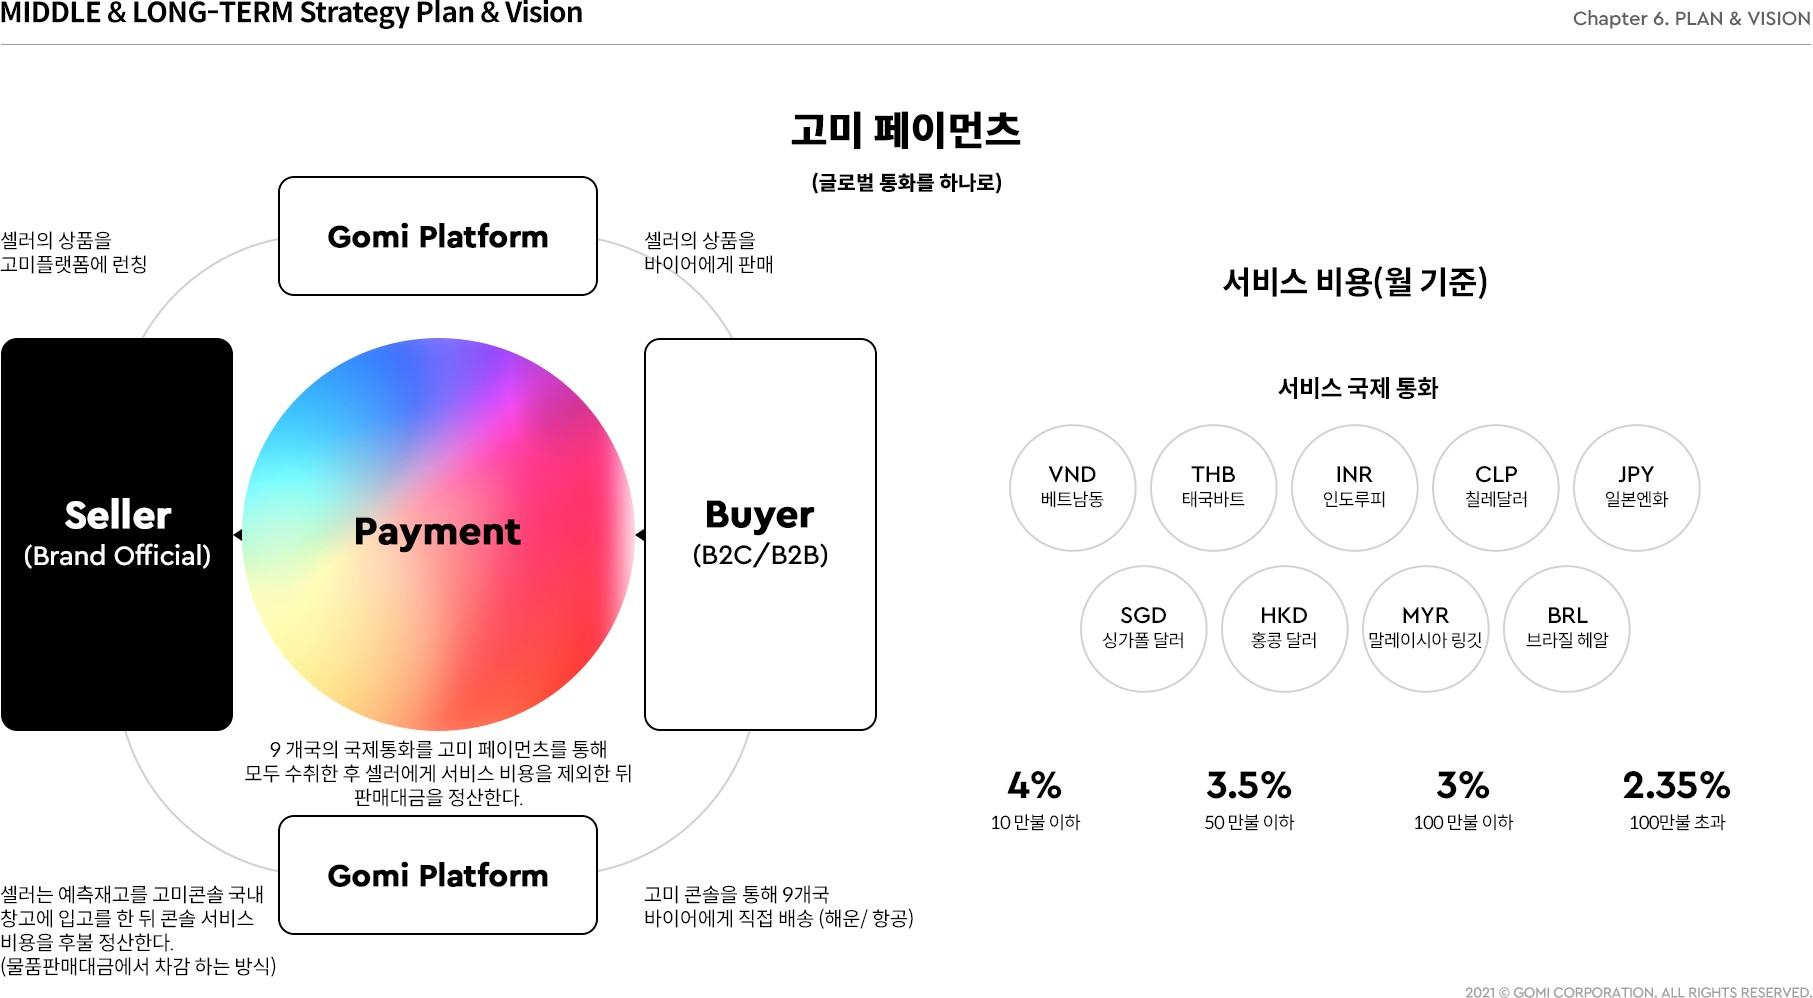 MIDDLE & LONG-TERM Strategy Plan & Vision
Chapter 6. PLAN & VISION
고미 페이먼츠
(글로벌 통화를 하나로)
Gomi Platform
셀러의 상품을
고미플랫폼에 런칭
셀러의 상품을
바이어에게 판매
Seller
(Brand Official)
Payment
Buyer
(B2C/B2B)
9 개국의 국제통화를 고미 페이먼츠를 통해
모두 수취한 후 셀러에게 서비스 비용을 제외한 뒤
판매대금을 정산한다.
Gomi Platform
셀러는 예측재고를 고미콘솔 국내
창고에 입고를 한 뒤 콘솔 서비스
비용을 후불 정산한다.
(물품판매대금에서 차감 하는 방식)
고미 콘솔을 통해 9개국
바이어에게 직접 배송 (해운/ 항공)
서비스 비용(월 기준)
서비스 국제 통화
VND
베트남동
THB
태국바트
INR
인도루피
CLP
칠레달러
JPY
일본엔화
SGD
싱가폴 달러
HKD
홍콩 달러
MYR
말레이시아 링깃
BRL
브라질 헤알
4%
10 만불 이하
3.5%
50 만불 이하
3%
100 만불 이하
2.35%
100만불 초과
2021 © GOMI CORPORATION. ALL RIGHTS RESERVED.